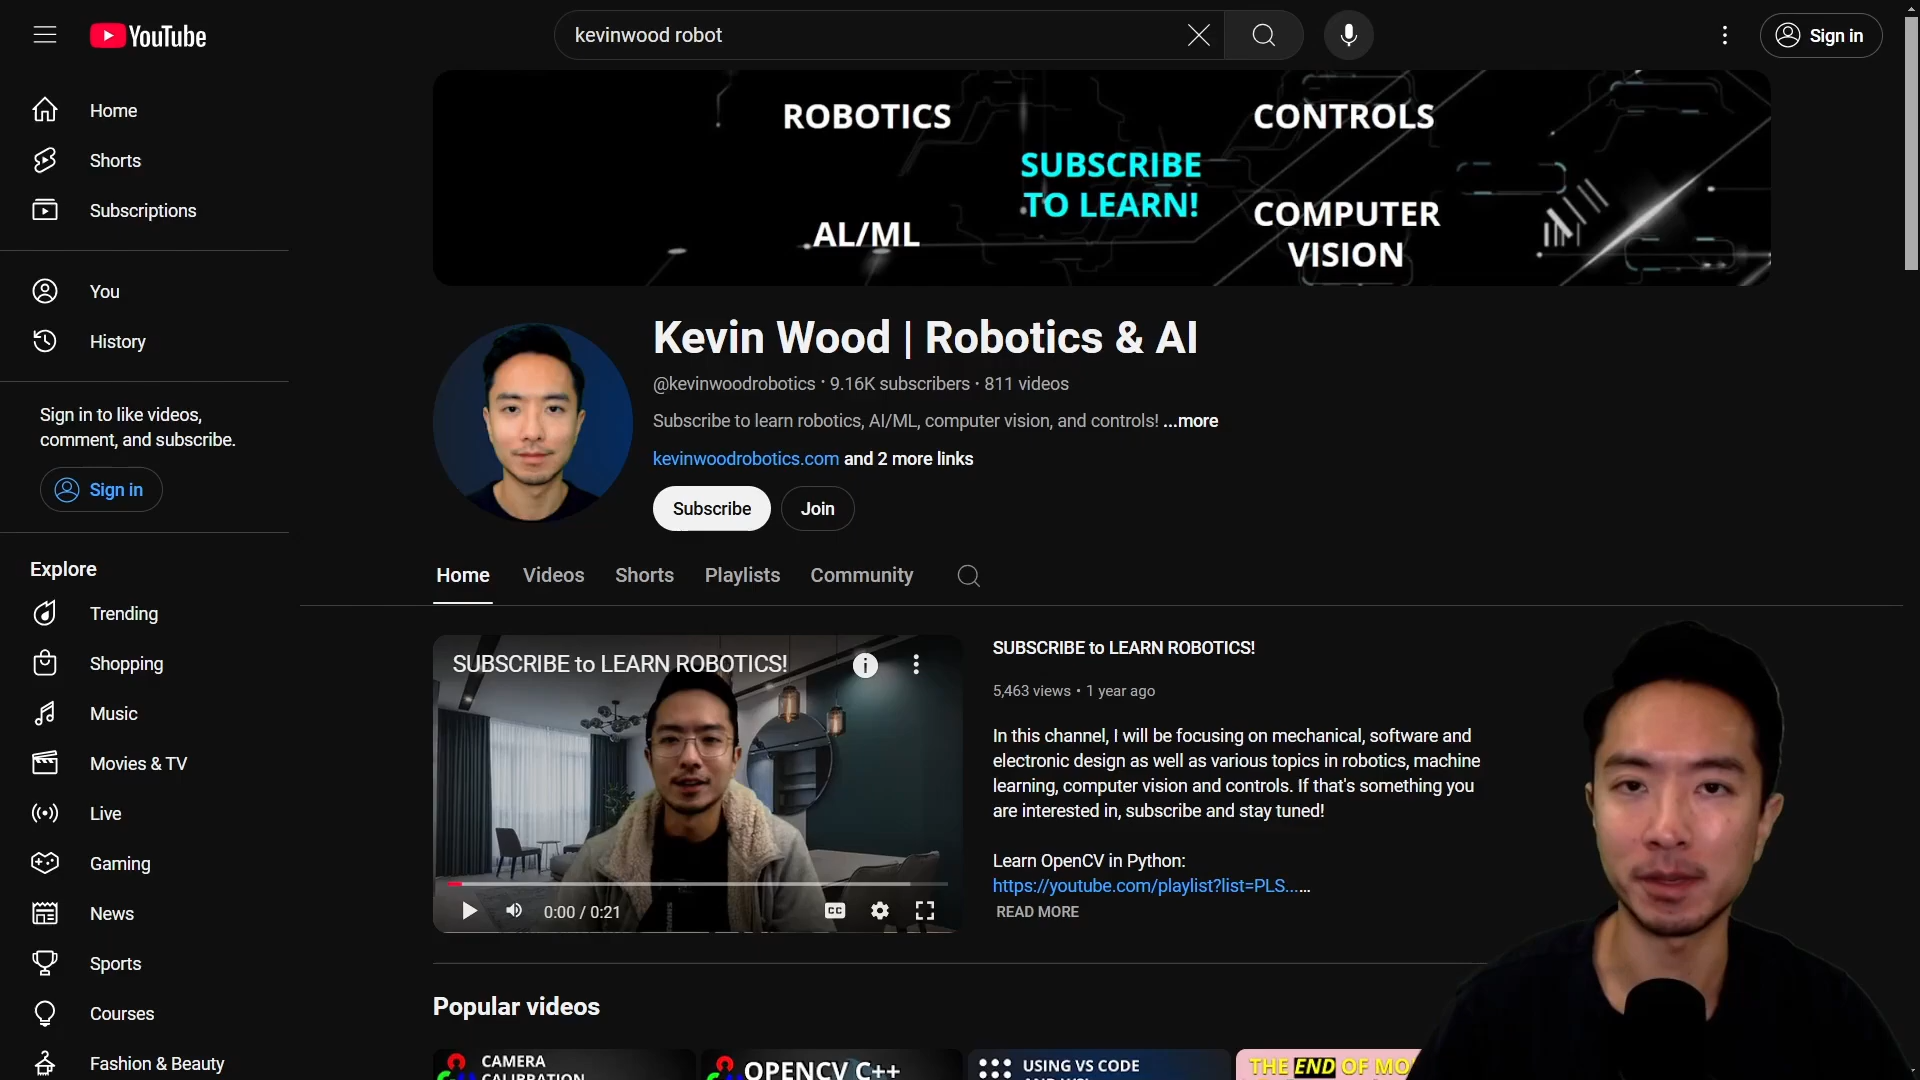 YouTube
kevinwood robot
Sign in
Home
Shorts
Subscriptions
You
History
Sign in to like videos,
comment, and subscribe.
Sign in
Explore
Trending
Shopping
Music
Movies & TV
Live
Gaming
News
Sports
Courses
Fashion & Beauty
ROBOTICS
CONTROLS
SUBSCRIBE
TO LEARN!
AL/ML
COMPUTER
VISION
Kevin Wood | Robotics & AI
@kevinwoodrobotics · 9.16K subscribers · 811 videos
Subscribe to learn robotics, AI/ML, computer vision, and controls! ...more
kevinwoodrobotics.com and 2 more links
Subscribe
Join
Home
Videos
Shorts
Playlists
Community
SUBSCRIBE to LEARN ROBOTICS!
0:00 / 0:21
CC
SUBSCRIBE to LEARN ROBOTICS!
5,463 views · 1 year ago
In this channel, I will be focusing on mechanical, software and
electronic design as well as various topics in robotics, machine
learning, computer vision and controls. If that's something you
are interested in, subscribe and stay tuned!
Learn OpenCV in Python:
https://youtube.com/playlist?list=PLS......
READ MORE
Popular videos
CAMERA
CALIBRATION
OPENCV C++
USING VS CODE
THE END OF